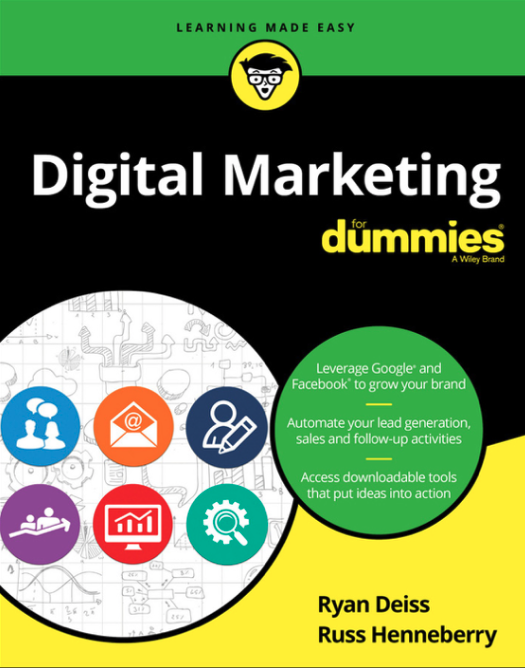 LEARNING MADE EASY
Digital Marketing
for
dummies®
A Wiley Brand
Leverage Google® and
Facebook® to grow your brand
Automate your lead generation,
sales and follow-up activities
Access downloadable tools
that put ideas into action
@
Ryan Deiss
Russ Henneberry